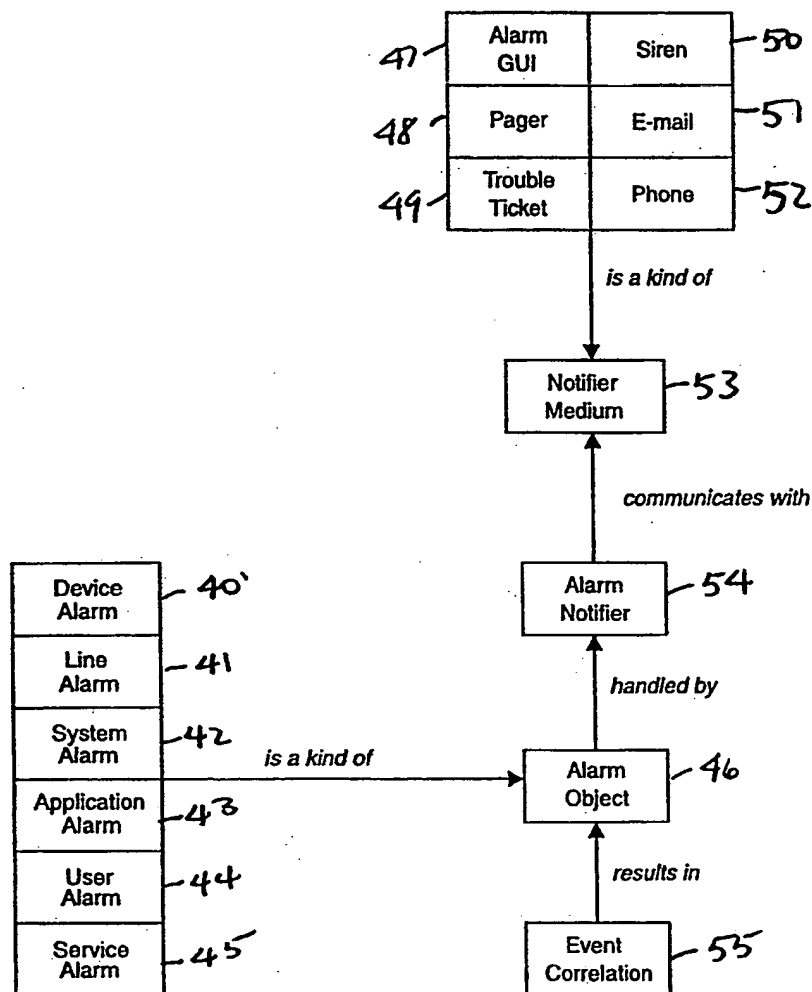 47
Alarm
GUI
Siren
50
48
Pager
E-mail
51
49
Trouble
Ticket
Phone
52
is a kind of
Notifier
Medium
53
communicates with
Device
Alarm
40
Alarm
Notifier
54
Line
Alarm
41
handled by
System
Alarm
42
is a kind of
Alarm
Object
46
Application
Alarm
43
User
Alarm
44
results in
Service
Alarm
45
Event
Correlation
55